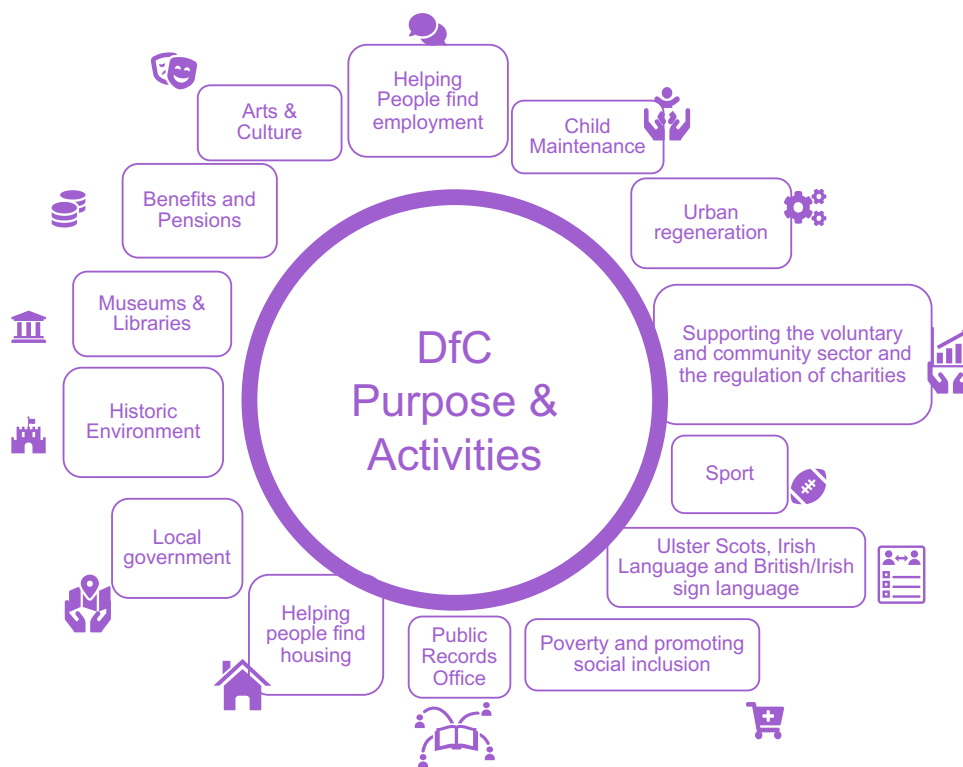 DfC
Purpose &
Activities
Helping
People find
employment
Child
Maintenance
Urban
regeneration
Supporting the voluntary
and community sector and
the regulation of charities
Sport
Ulster Scots, Irish
Language and British/Irish
sign language
Poverty and promoting
social inclusion
Public
Records
Office
Helping
people find
housing
Local
government
Historic
Environment
Museums &
Libraries
Benefits and
Pensions
Arts &
Culture